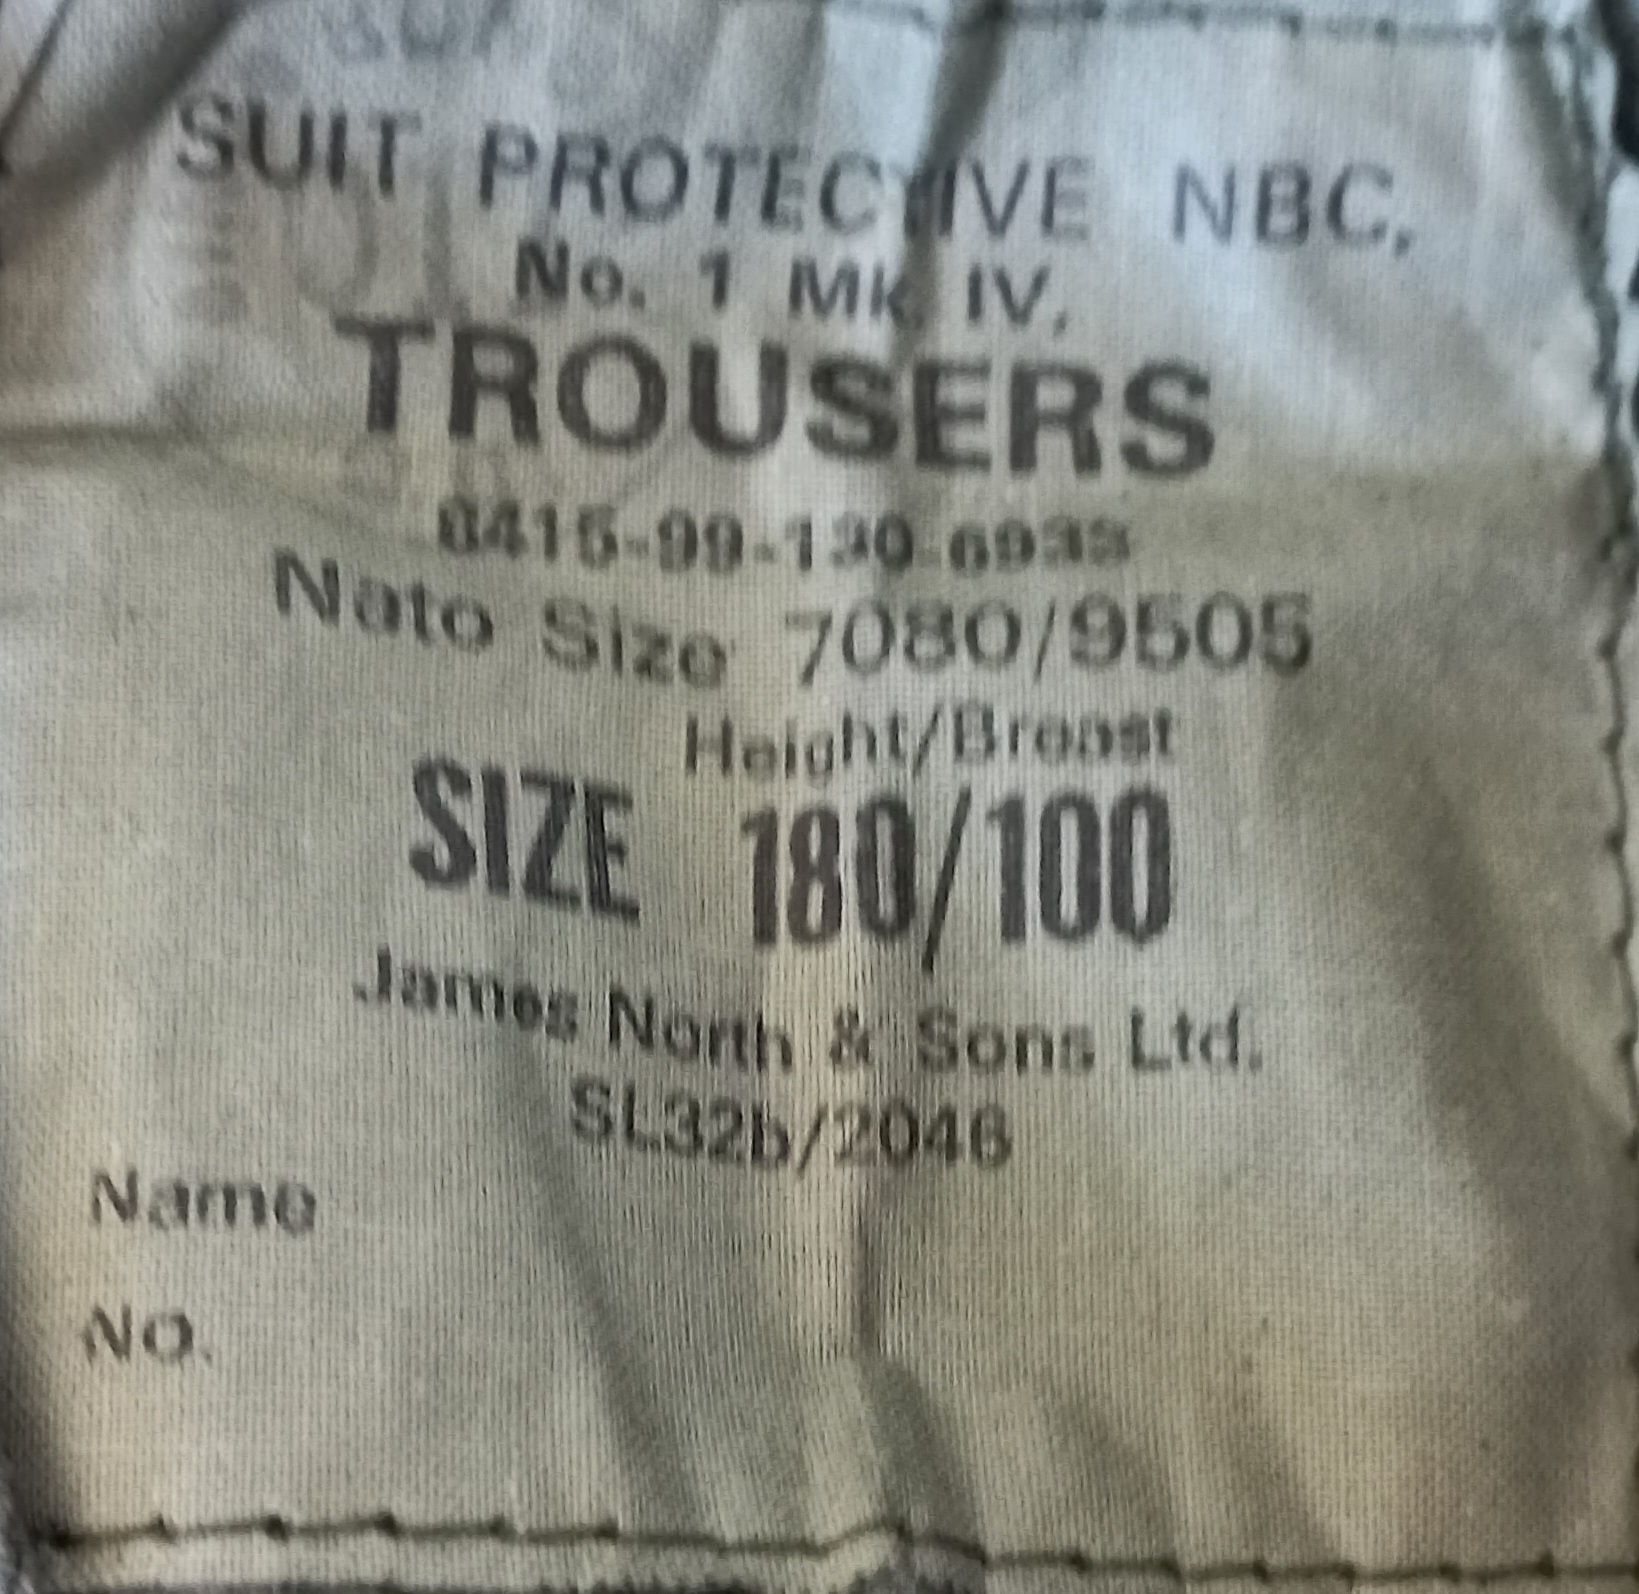 SUIT PROTECTIVE NBC,
No. 1 Mk IV,
TROUSERS
8415-99-130-6933
Nato Size 7080/9505
Height/Breast
SIZE 180/100
James North & Sons Ltd.
SL32b/2046
Name
No.